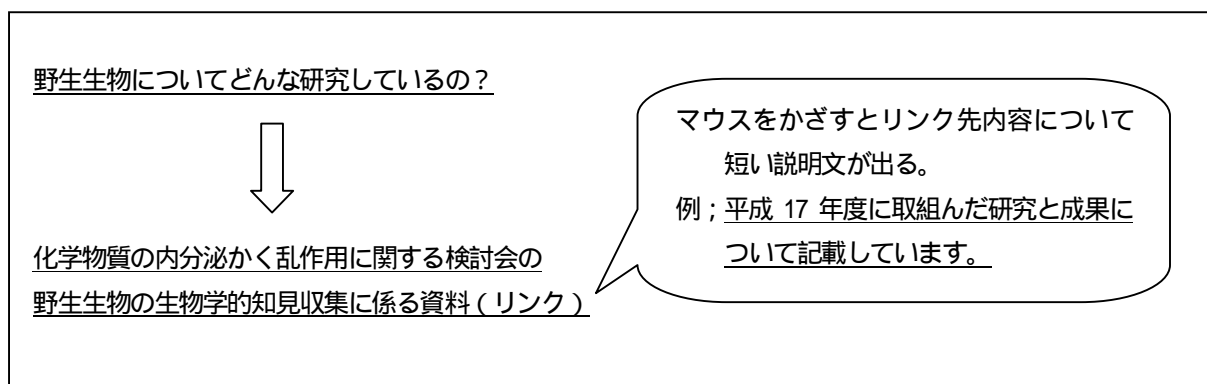 野生生物についてどんな研究しているの？
マウスをかざすとリンク先内容について
短い説明文が出る。
例；平成 17 年度に取組んだ研究と成果に
ついて記載しています。
化学物質の内分泌かく乱作用に関する検討会の
野生生物の生物学的知見収集に係る資料（リンク）